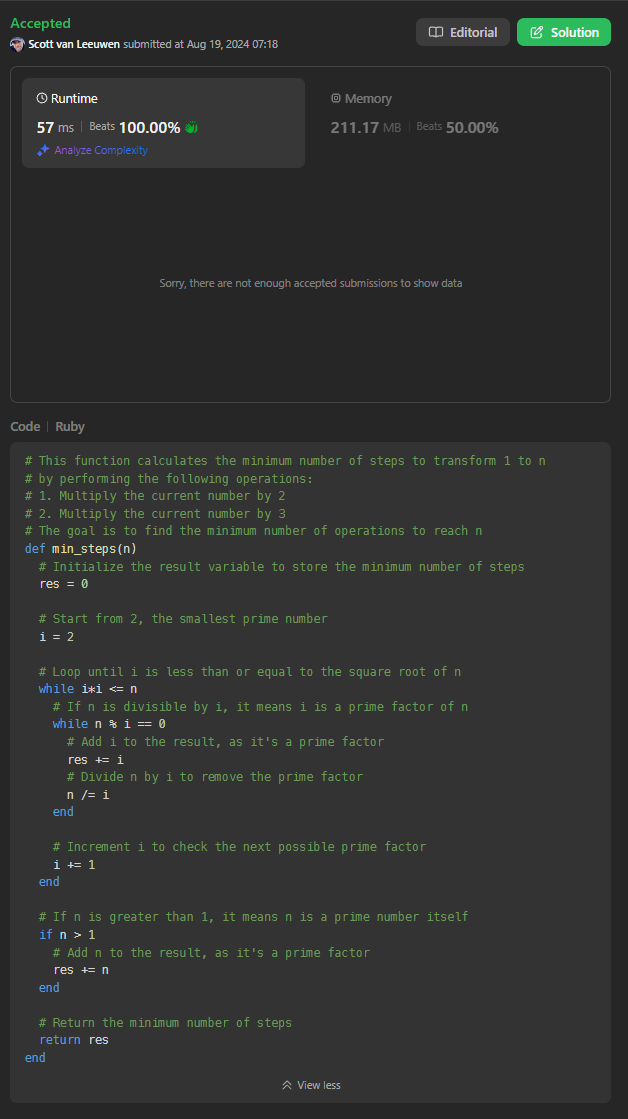 Accepted
Scott van Leeuwen submitted at Aug 19, 2024 07:18
Editorial
Solution
Runtime
57 ms | Beats 100.00%
Analyze Complexity
Memory
211.17 MB | Beats 50.00%
Sorry, there are not enough accepted submissions to show data
Code | Ruby
# This function calculates the minimum number of steps to transform 1 to n
# by performing the following operations:
# 1. Multiply the current number by 2
# 2. Multiply the current number by 3
# The goal is to find the minimum number of operations to reach n
def min_steps(n)
  # Initialize the result variable to store the minimum number of steps
  res = 0
  # Start from 2, the smallest prime number
  i = 2
  # Loop until i is less than or equal to the square root of n
  while i*i <= n
    # If n is divisible by i, it means i is a prime factor of n
    while n % i == 0
      # Add i to the result, as it's a prime factor
      res += i
      # Divide n by i to remove the prime factor
      n /= i
    end
    # Increment i to check the next possible prime factor
    i += 1
  end
  # If n is greater than 1, it means n is a prime number itself
  if n > 1
    # Add n to the result, as it's a prime factor
    res += n
  end
  # Return the minimum number of steps
  return res
end
View less